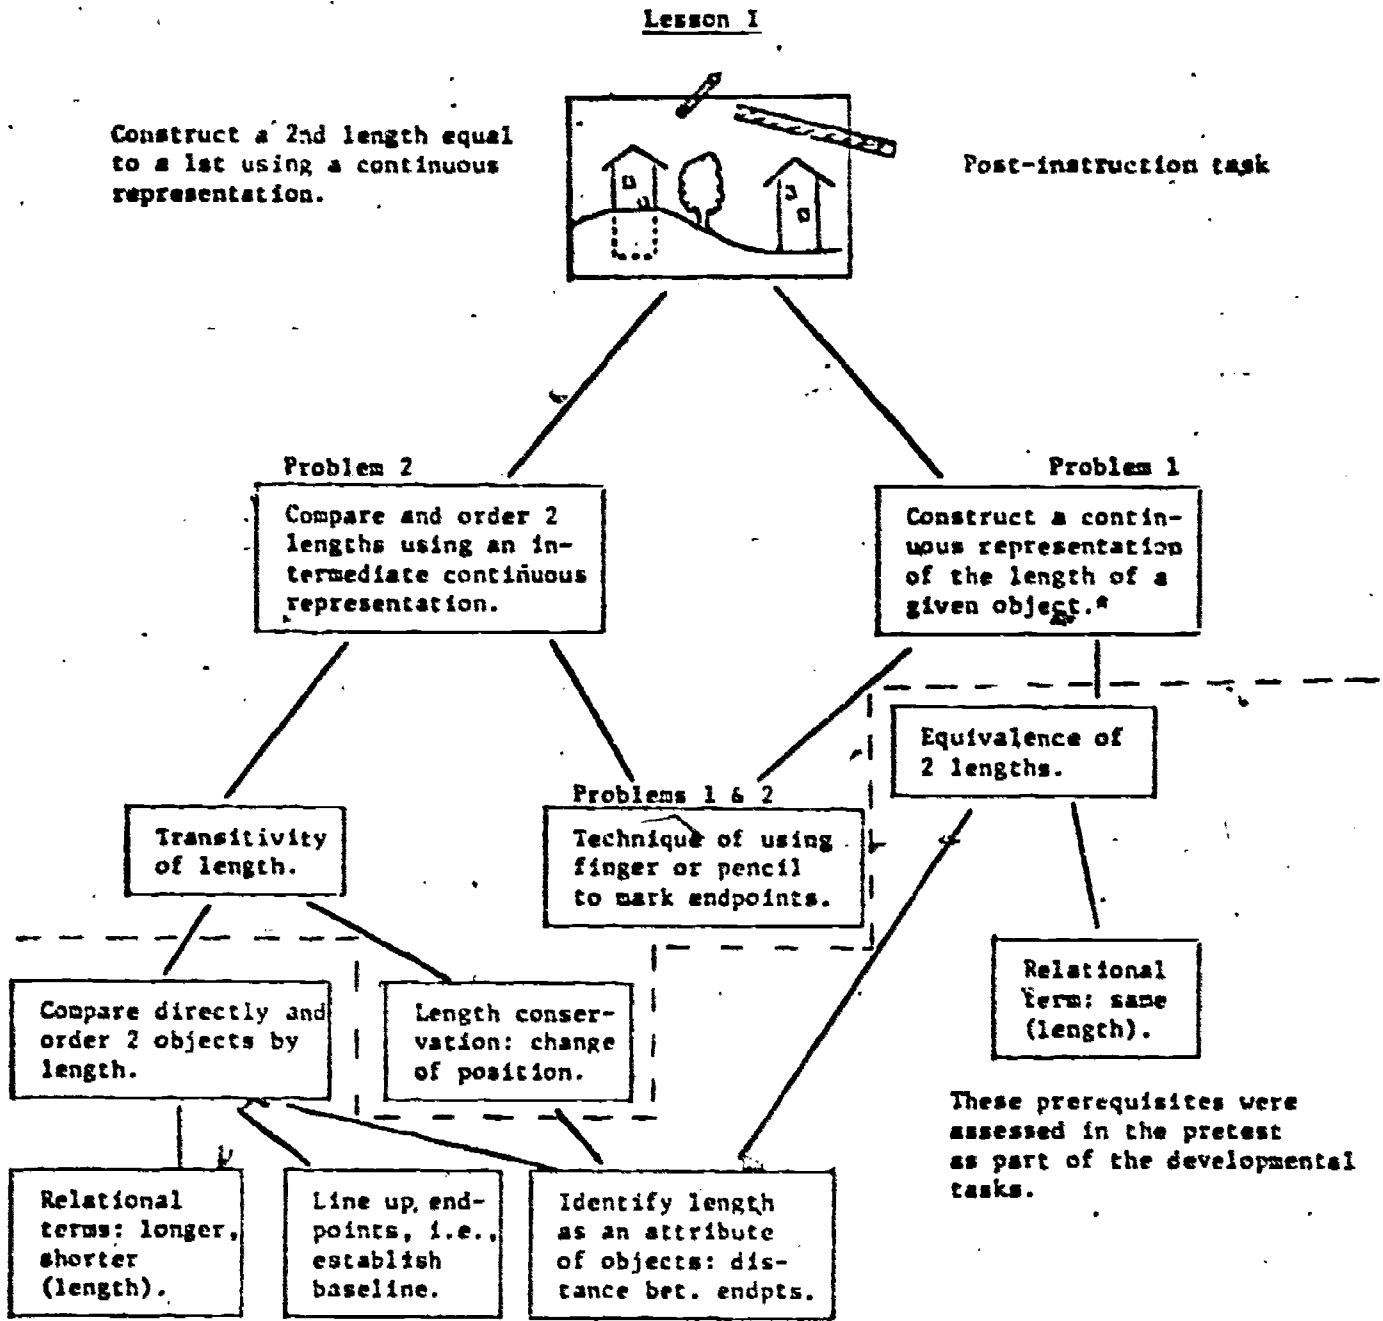 Lesson I
Construct a 2nd length equal
to a 1st using a continuous
representation.
Post-instruction task
Problem 2
Compare and order 2
lengths using an in-
termediate continuous
representation.
Problem 1
Construct a contin-
uous representation
of the length of a
given object.*
Equivalence of
2 lengths.
Transitivity
of length.
Problems 1 & 2
Technique of using
finger or pencil
to mark endpoints.
Relational
Term: same
(length).
Compare directly and
order 2 objects by
length.
Length conser-
vation: change
of position.
These prerequisites were
assessed in the pretest
as part of the developmental
tasks.
Relational
terms: longer,
shorter
(length).
Line up end-
points, i.e.,
establish
baseline.
Identify length
as an attribute
of objects: dis-
tance bet. endpts.